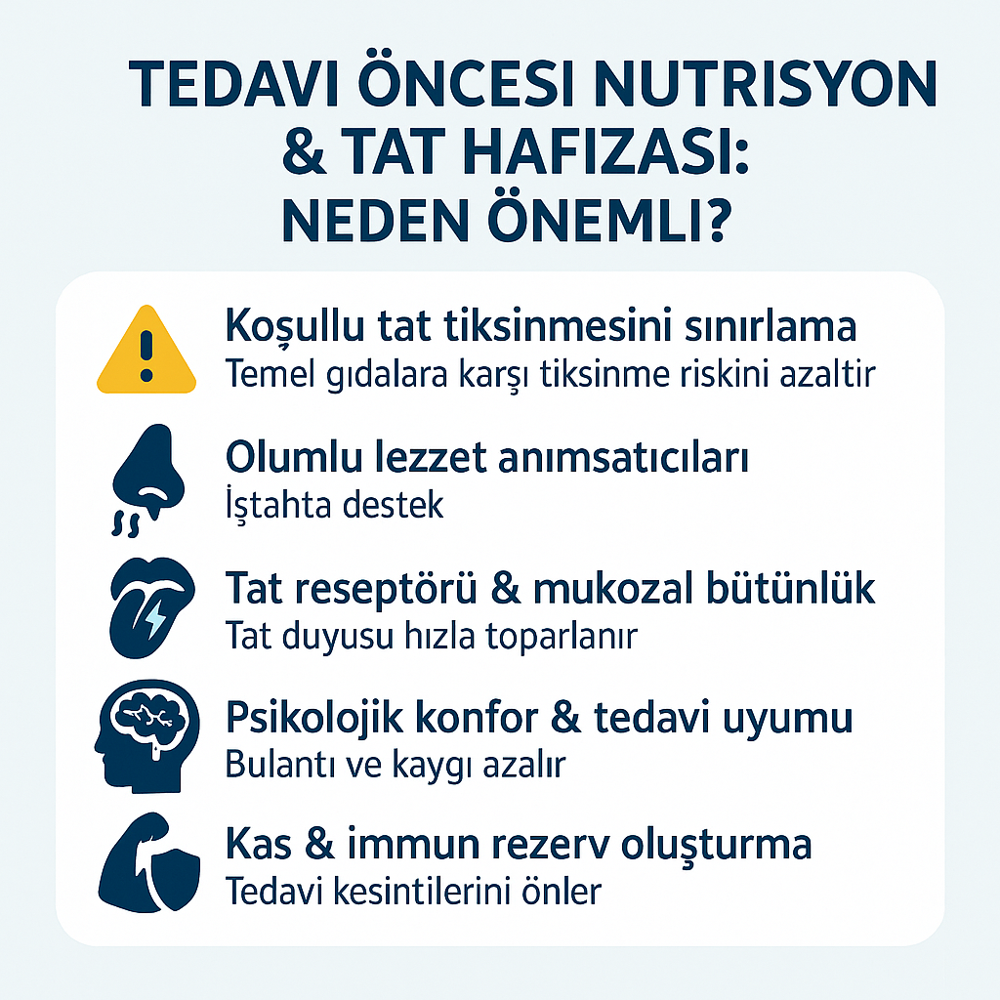 TEDAVI ÖNCESI NUTRISYON
& TAT HAFIZASI:
NEDEN ÖNEMLI?
Koşullu tat tiksinmesini sınırlama
Temel gıdalara karşı tiksinme riskini azaltir
Olumlu lezzet anımsatıcıları
İştahta destek
Tat reseptörü & mukozal bütünlük
Tat duyusu hızla toparlanır
Psikolojik konfor & tedavi uyumu
Bulantı ve kaygı azalır
Kas & immun rezerv oluşturma
Tedavi kesintilerini önler